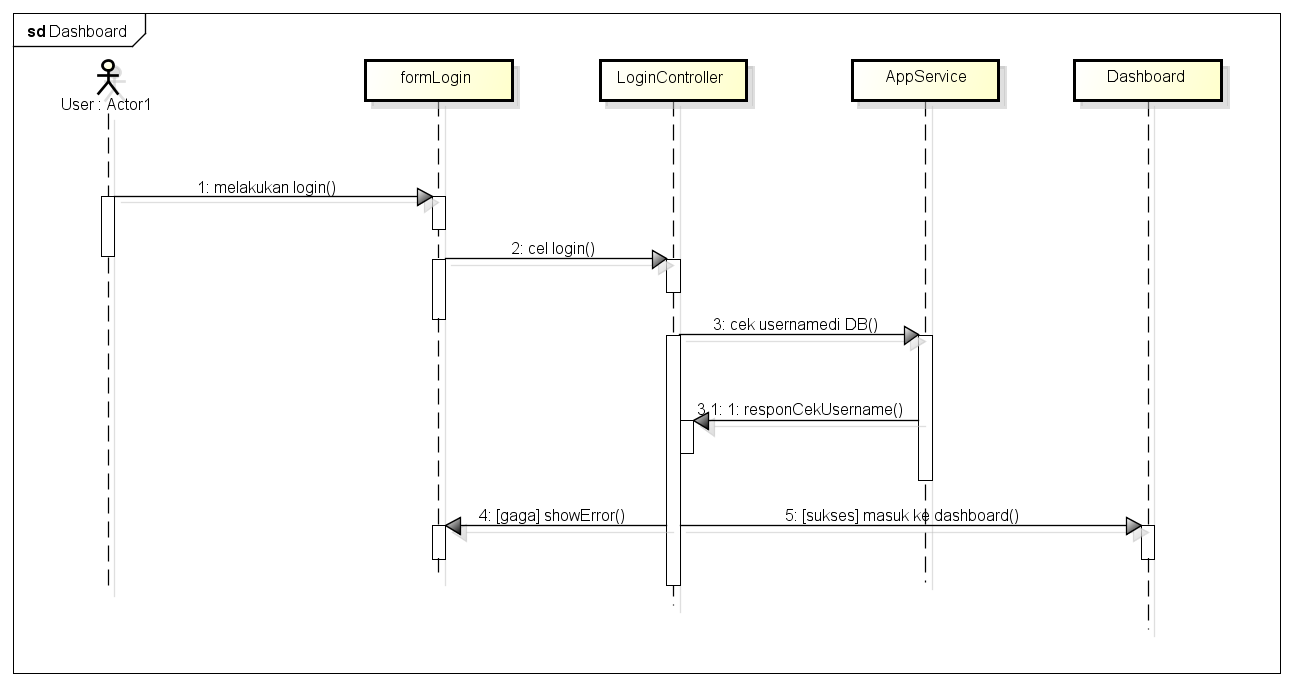 sd Dashboard
User : Actor1
formLogin
LoginController
AppService
Dashboard
1: melakukan login()
2: cel login()
3: cek usernamedi DB()
3.1: 1: responCekUsername()
4: [gaga] showError()
5: [sukses] masuk ke dashboard()